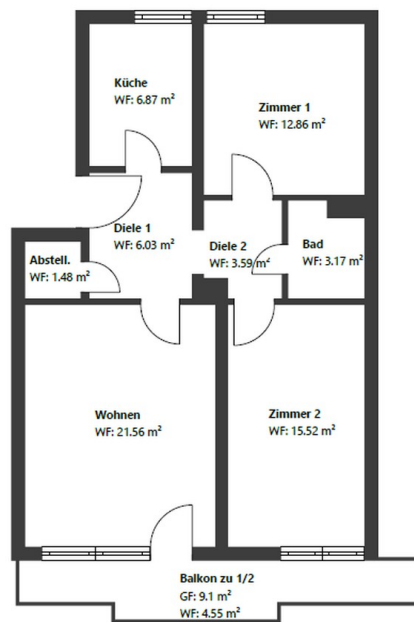 Küche
WF: 6.87 m²
Zimmer 1
WF: 12.86 m²
Diele 1
WF: 6.03 m²
Diele 2
WF: 3.59 m²
Bad
WF: 3.17 m²
Abstell.
WF: 1.48 m²
Wohnen
WF: 21.56 m²
Zimmer 2
WF: 15.52 m²
Balkon zu 1/2
GF: 9.1 m²
WF: 4.55 m²